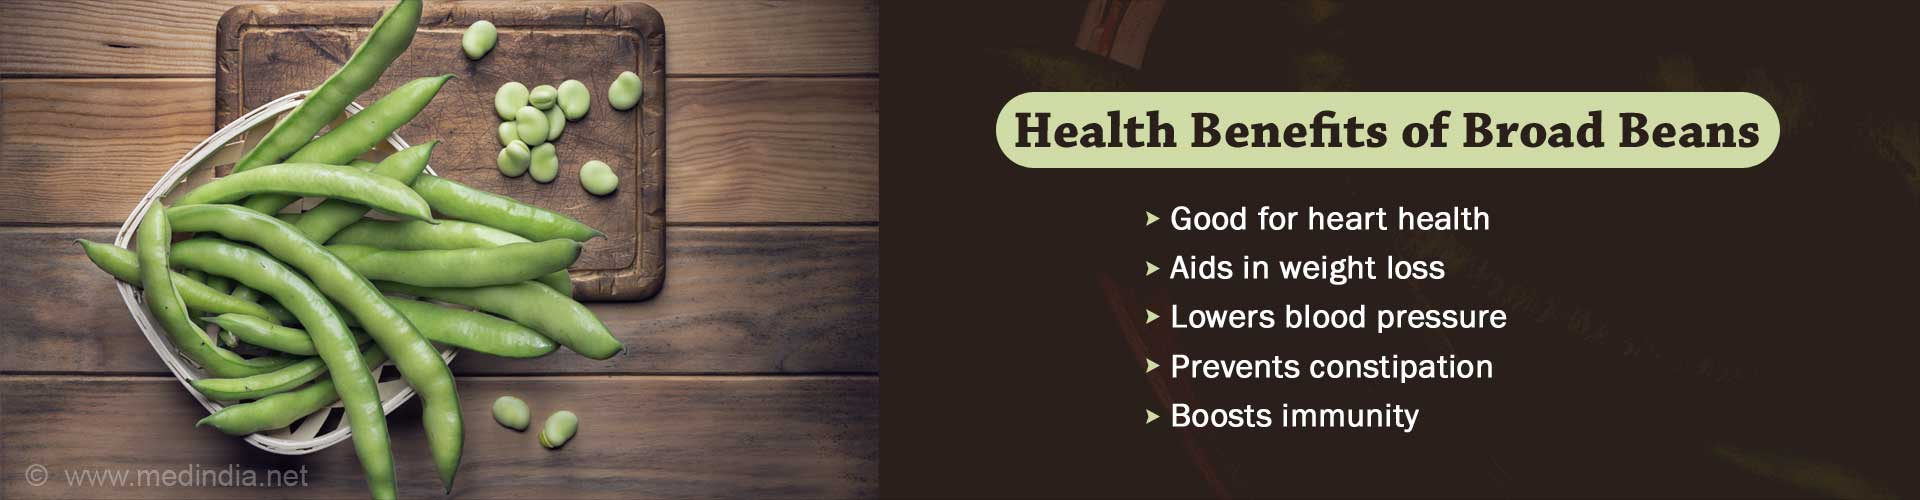 Health Benefits of Broad Beans
Good for heart health
Aids in weight loss
Lowers blood pressure
Prevents constipation
Boosts immunity
© www.medindia.net